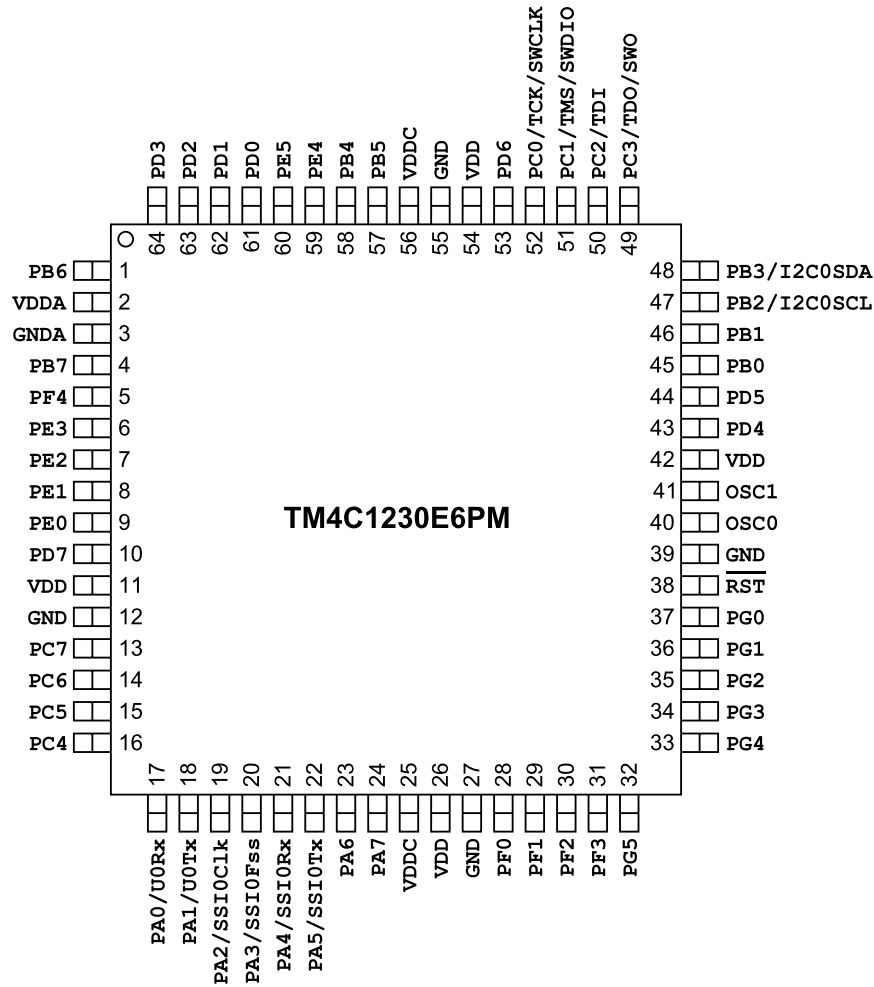 PD3
PD2
PD1
PD0
PE5
PE4
PB4
PB5
VDDC
GND
VDD
PD6
PC0/TCK/SWCLK
PC1/TMS/SWDIO
PC2/TDI
PC3/TDO/SWO
64
63
62
61
60
59
58
57
56
55
54
53
52
51
50
49
PB6 1
VDDA 2
GNDA 3
PB7 4
PF4 5
PE3 6
PE2 7
PE1 8
PE0 9
PD7 10
VDD 11
GND 12
PC7 13
PC6 14
PC5 15
PC4 16
TM4C1230E6PM
48 PB3/I2C0SDA
47 PB2/I2C0SCL
46 PB1
45 PB0
44 PD5
43 PD4
42 VDD
41 OSC1
40 OSC0
39 GND
38 RST
37 PG0
36 PG1
35 PG2
34 PG3
33 PG4
17
18
19
20
21
22
23
24
25
26
27
28
29
30
31
32
PA0/U0Rx
PA1/U0Tx
PA2/SSI0Clk
PA3/SSI0Fss
PA4/SSI0Rx
PA5/SSI0Tx
PA6
PA7
VDDC
VDD
GND
PF0
PF1
PF2
PF3
PG5